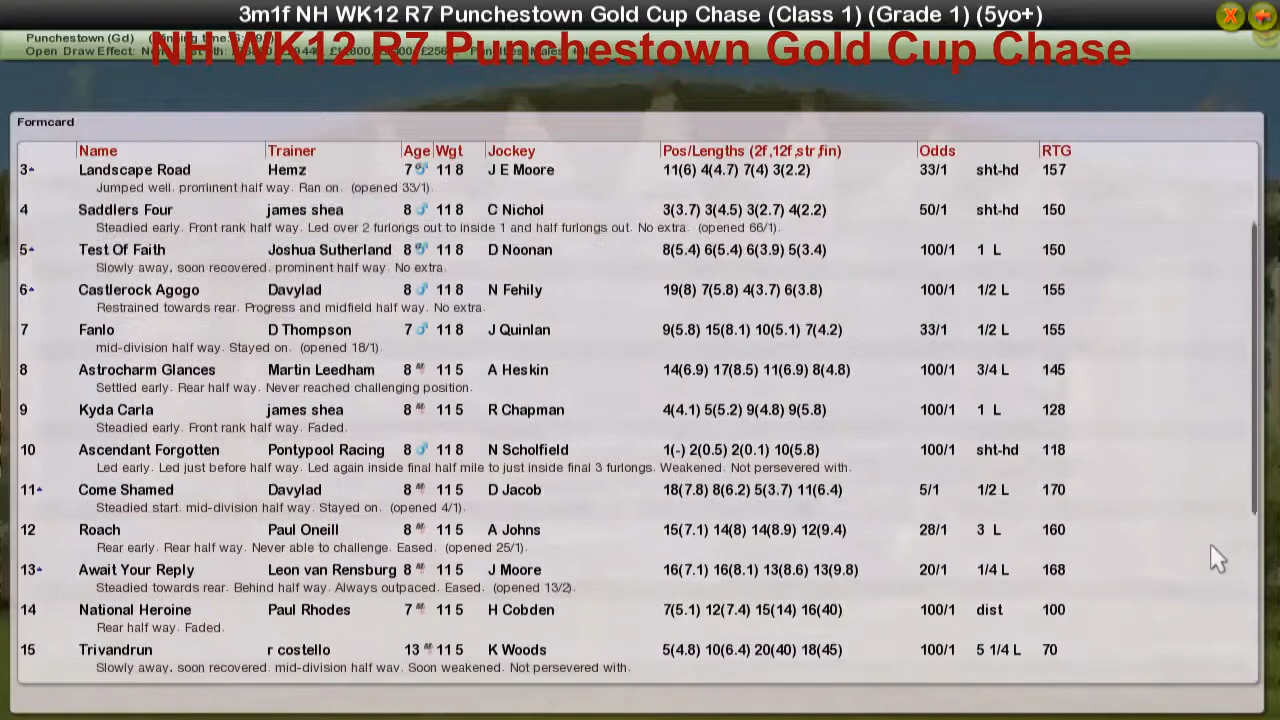 3m1f NH WK12 R7 Punchestown Gold Cup Chase (Class 1) (Grade 1) (5yo+)
NH WK12 R7 Punchestown Gold Cup Chase
Punchestown (Gd)
Open Draw Effect:
Formcard
Name Trainer Age Wgt Jockey Pos/Lengths (2f,12f,str,fin) Odds RTG
3 Landscape Road Hemz 7 11 8 J E Moore 11(6) 4(4.7) 7(4) 3(2.2) 33/1 sht-hd 157
Jumped well. prominent half way. Ran on. (opened 33/1).
4 Saddlers Four james shea 8 11 8 C Nichol 3(3.7) 3(4.5) 3(2.7) 4(2.2) 50/1 sht-hd 150
Steadied early. Front rank half way. Led over 2 furlongs out to inside 1 and half furlongs out. No extra. (opened 66/1).
5 Test Of Faith Joshua Sutherland 8 11 8 D Noonan 8(5.4) 6(5.4) 6(3.9) 5(3.4) 100/1 1 L 150
Slowly away, soon recovered. prominent half way. No extra.
6 Castlerock Agogo Davylad 8 11 8 N Fehily 19(8) 7(5.8) 4(3.7) 6(3.8) 100/1 1/2 L 155
Restrained towards rear. Progress and midfield half way. No extra.
7 Fanlo D Thompson 7 11 8 J Quinlan 9(5.8) 15(8.1) 10(5.1) 7(4.2) 33/1 1/2 L 155
mid-division half way. Stayed on. (opened 18/1).
8 Astrocharm Glances Martin Leedham 8 11 5 A Heskin 14(6.9) 17(8.5) 11(6.9) 8(4.8) 100/1 3/4 L 145
Settled early. Rear half way. Never reached challenging position.
9 Kyda Carla james shea 8 11 5 R Chapman 4(4.1) 5(5.2) 9(4.8) 9(5.8) 100/1 1 L 128
Steadied early. Front rank half way. Faded.
10 Ascendant Forgotten Pontypool Racing 8 11 8 N Scholfield 1(-) 2(0.5) 2(0.1) 10(5.8) 100/1 sht-hd 118
Led early. Led just before half way. Led again inside final half mile to just inside final 3 furlongs. Weakened. Not persevered with.
11 Come Shamed Davylad 8 11 5 D Jacob 18(7.8) 8(6.2) 5(3.7) 11(6.4) 5/1 1/2 L 170
Steadied start. mid-division half way. Stayed on. (opened 4/1).
12 Roach Paul Oneill 8 11 5 A Johns 15(7.1) 14(8) 14(8.9) 12(9.4) 28/1 3 L 160
Rear early. Rear half way. Never able to challenge. Eased. (opened 25/1).
13 Await Your Reply Leon van Rensburg 8 11 5 J Moore 16(7.1) 16(8.1) 13(8.6) 13(9.8) 20/1 1/4 L 168
Steadied towards rear. Behind half way. Always outpaced. Eased. (opened 13/2).
14 National Heroine Paul Rhodes 7 11 5 H Cobden 7(5.1) 12(7.4) 15(14) 16(40) 100/1 dist 100
Rear half way. Faded.
15 Trivandrun r costello 13 11 5 K Woods 5(4.8) 10(6.4) 20(40) 18(45) 100/1 5 1/4 L 70
Slowly away, soon recovered. mid-division half way. Soon weakened. Not persevered with.